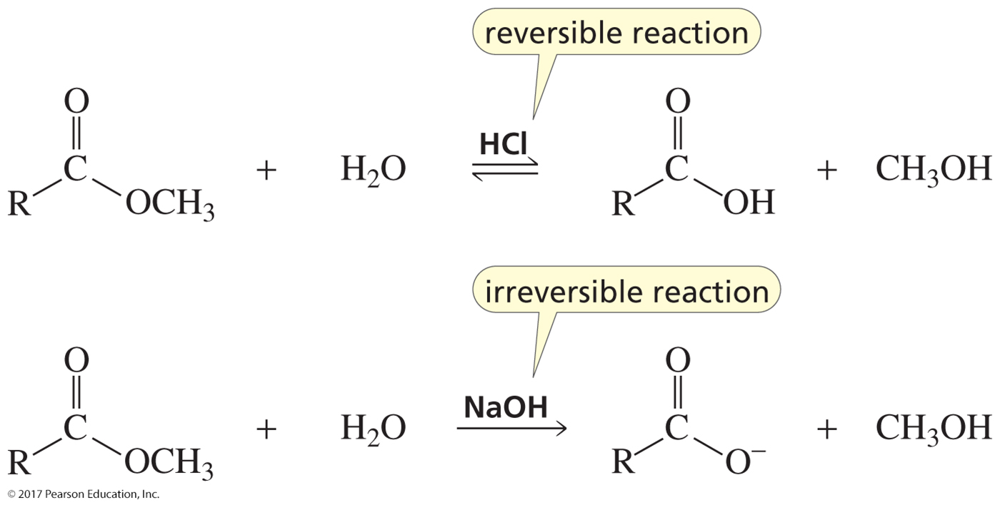 reversible reaction
O
HCl
O
C + H₂O ⇌ C + CH₃OH
R OCH₃ R OH
irreversible reaction
O
NaOH
O
C + H₂O → C + CH₃OH
R OCH₃ R O⁻
© 2017 Pearson Education, Inc.